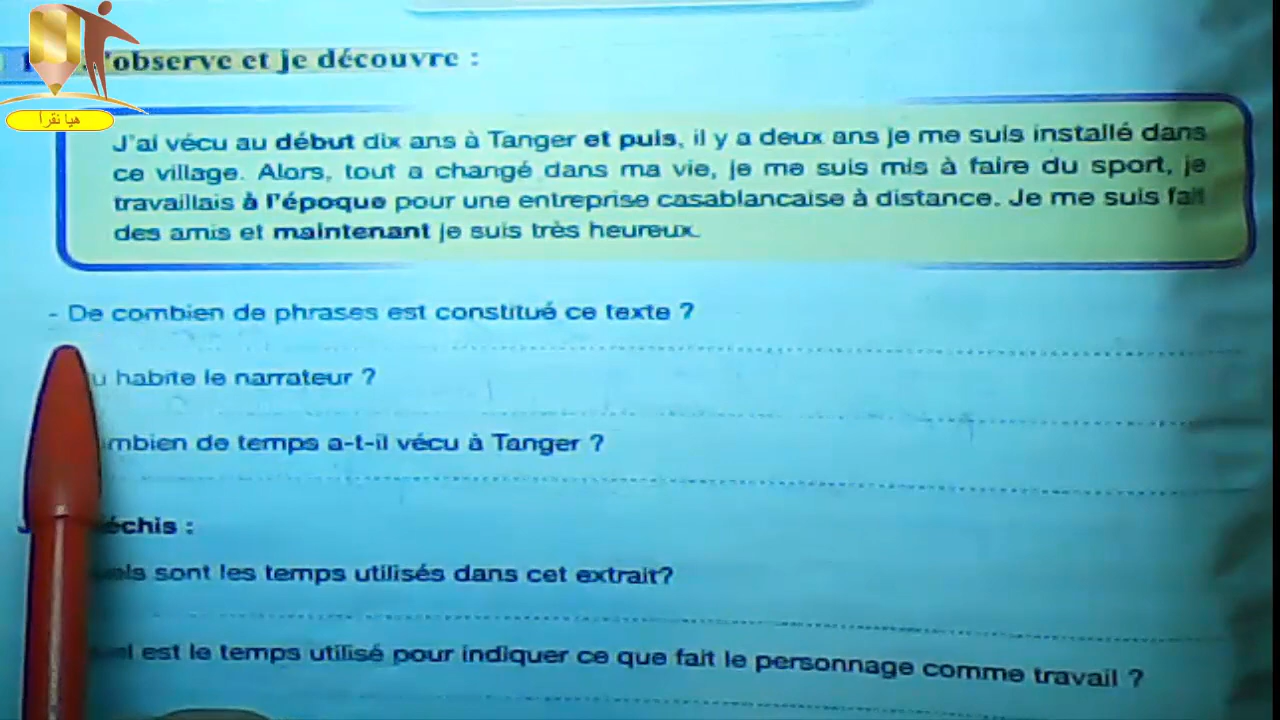 هيا نقرأ
'observe et je découvre :
J'ai vécu au début dix ans à Tanger et puis, il y a deux ans je me suis installé dans
ce village. Alors, tout a changé dans ma vie, je me suis mis à faire du sport, je
travaillais à l'époque pour une entreprise casablancaise à distance. Je me suis fait
des amis et maintenant je suis très heureux.
- De combien de phrases est constitué ce texte ?
u habite le narrateur ?
mbien de temps a-t-il vécu à Tanger ?
échis :
els sont les temps utilisés dans cet extrait?
el est le temps utilisé pour indiquer ce que fait le personnage comme travail ?